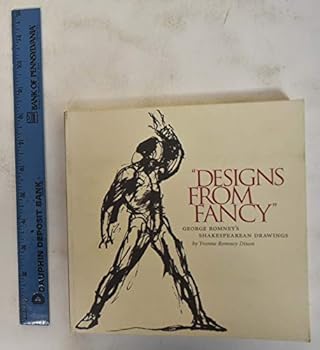 BANK OF PENNSYLVANIA
DAUPHIN DEPOSIT BANK
"DESIGNS
FROM
FANCY"
GEORGE ROMNEY'S
SHAKESPEAREAN DRAWINGS
by Yvonne Romney Dixon